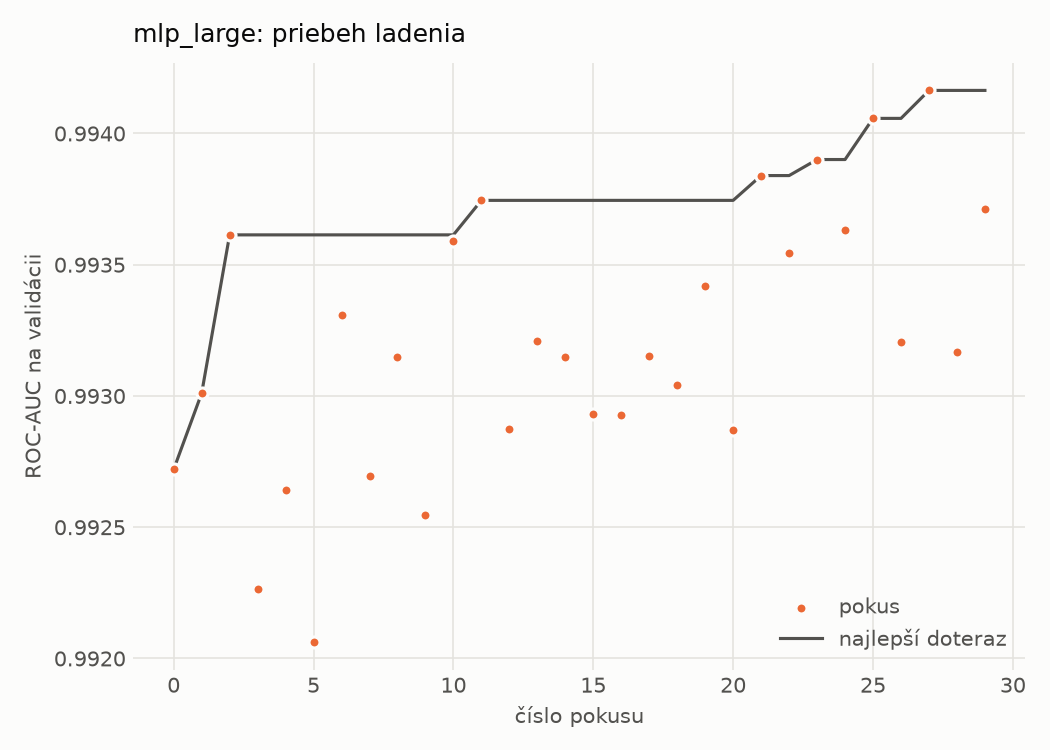 mlp_large: priebeh ladenia
ROC-AUC na validácii
0.9940
0.9935
0.9930
0.9925
0.9920
0 5 10 15 20 25 30
číslo pokusu
pokus
najlepší doteraz